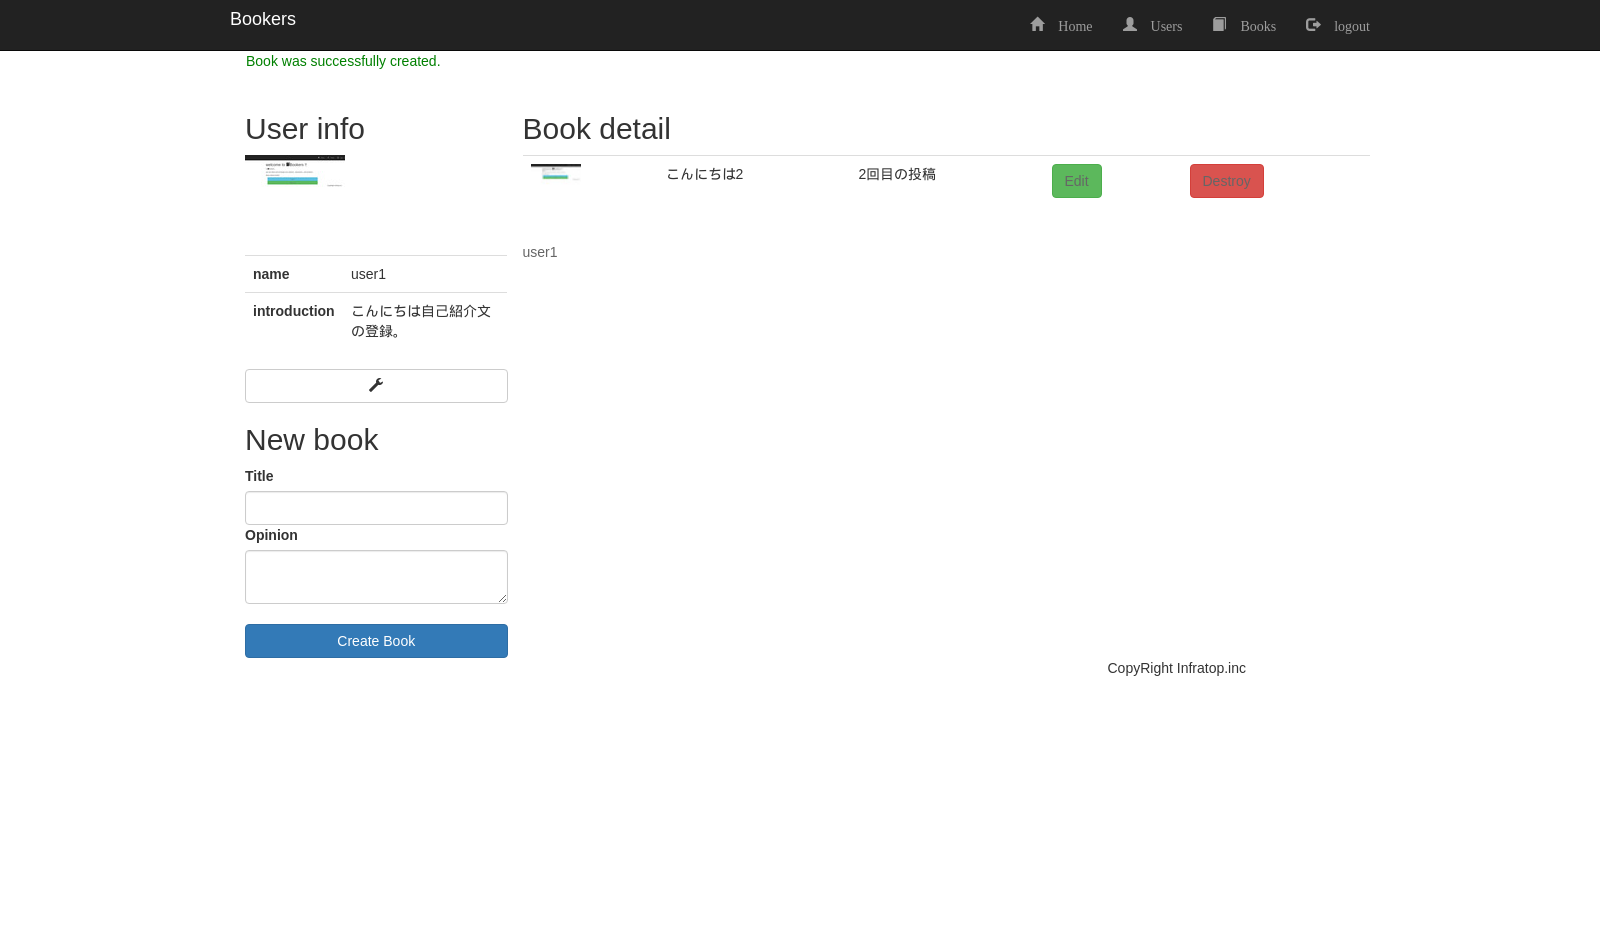 Bookers
Home Users Books logout
Book was successfully created.
User info
name user1
introduction こんにちは自己紹介文
の登録。
New book
Title
Opinion
Create Book
Book detail
こんにちは2 2回目の投稿 Edit Destroy
user1
CopyRight Infratop.inc